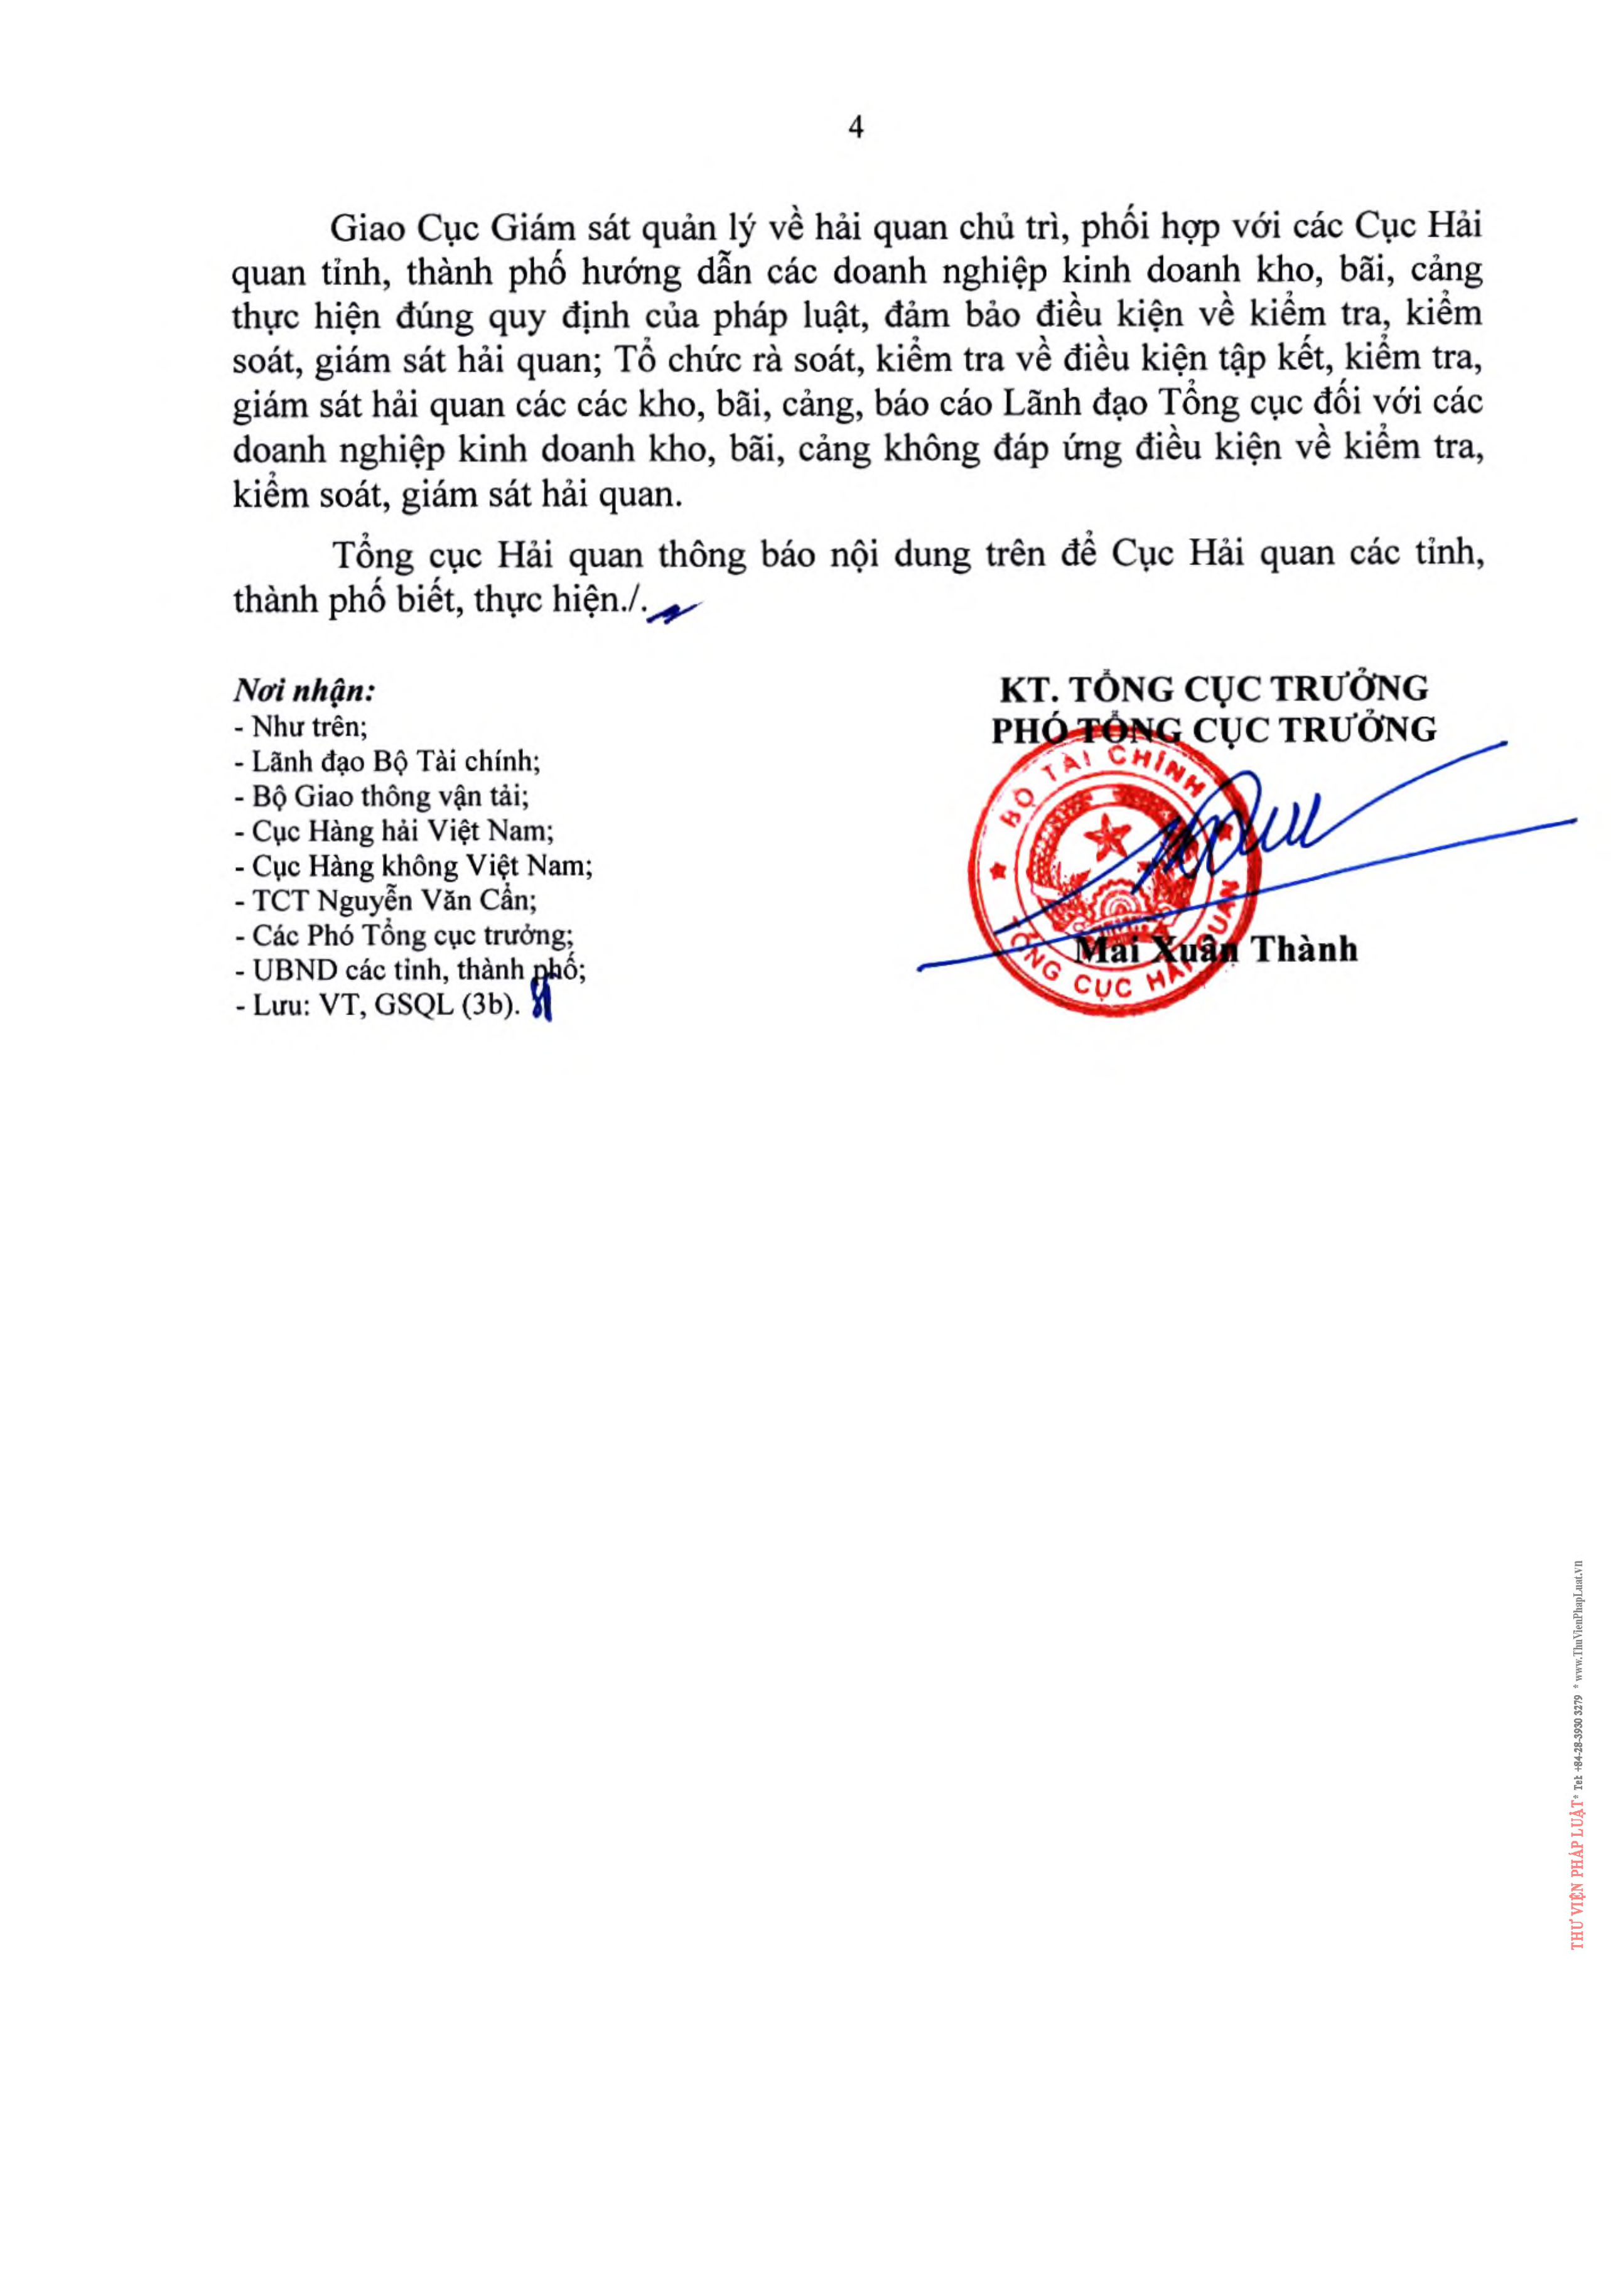 4
Giao Cục Giám sát quản lý về hải quan chủ trì, phối hợp với các Cục Hải
quan tỉnh, thành phố hướng dẫn các doanh nghiệp kinh doanh kho, bãi, cảng
thực hiện đúng quy định của pháp luật, đảm bảo điều kiện về kiểm tra, kiểm
soát, giám sát hải quan; Tổ chức rà soát, kiểm tra về điều kiện tập kết, kiểm tra,
giám sát hải quan các các kho, bãi, cảng, báo cáo Lãnh đạo Tổng cục đối với các
doanh nghiệp kinh doanh kho, bãi, cảng không đáp ứng điều kiện về kiểm tra,
kiểm soát, giám sát hải quan.
Tổng cục Hải quan thông báo nội dung trên để Cục Hải quan các tỉnh,
thành phố biết, thực hiện./.
Nơi nhận:
- Như trên;
- Lãnh đạo Bộ Tài chính;
- Bộ Giao thông vận tải;
- Cục Hàng hải Việt Nam;
- Cục Hàng không Việt Nam;
- TCT Nguyễn Văn Cẩn;
- Các Phó Tổng cục trưởng;
- UBND các tỉnh, thành phố;
- Lưu: VT, GSQL (3b).
KT. TỔNG CỤC TRƯỞNG
PHÓ TỔNG CỤC TRƯỞNG
BỘ TÀI CHÍNH
TỔNG CỤC HẢI QUAN
Mai Xuân Thành
THƯ VIỆN PHÁP LUẬT * Tel: +84-28-3930 3279 * www.ThuVienPhapLuat.vn